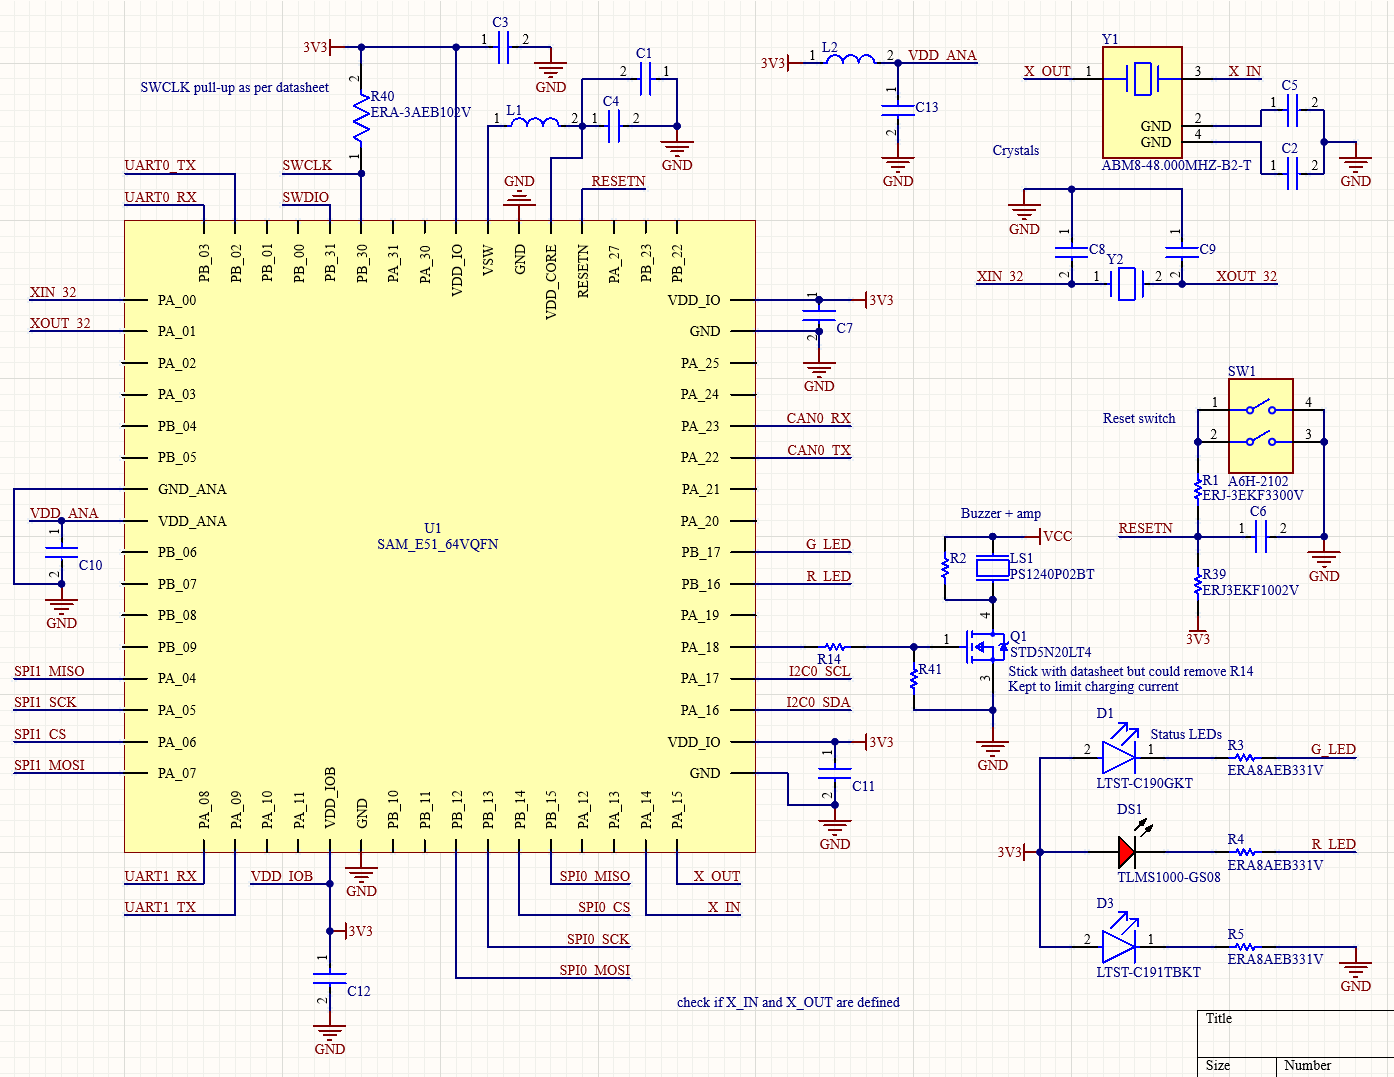 C3
3V3
1
2
GND
SWCLK pull-up as per datasheet
2
R40
ERA-3AEB102V
1
C1
2
1
L1
1
2
C4
1
2
GND
UART0_TX
SWCLK
GND
RESETN
UART0_RX
SWDIO
L2
3V3
1
2
VDD_ANA
1
C13
2
GND
Y1
X_OUT
1
3
X_IN
C5
1
2
GND
2
GND
4
C2
1
2
GND
ABM8-48.000MHZ-B2-T
Crystals
GND
1
C8
2
1
C9
2
Y2
XIN_32
1
2
XOUT_32
PB_03
PB_02
PB_01
PB_00
PB_31
PB_30
PA_31
PA_30
VDD_IO
VSW
GND
VDD_CORE
RESETN
PA_27
PB_23
PB_22
XIN_32
PA_00
XOUT_32
PA_01
PA_02
PA_03
PB_04
PB_05
GND_ANA
VDD_ANA
VDD_ANA
PB_06
PB_07
PB_08
PB_09
SPI1_MISO
PA_04
SPI1_SCK
PA_05
SPI1_CS
PA_06
SPI1_MOSI
PA_07
1
C10
2
GND
U1
SAM_E51_64VQFN
VDD_IO
GND
PA_25
PA_24
PA_23
CAN0_RX
PA_22
CAN0_TX
PA_21
PA_20
PB_17
G_LED
PB_16
R_LED
PA_19
PA_18
PA_17
I2C0_SCL
PA_16
I2C0_SDA
VDD_IO
GND
1
3V3
C7
2
GND
Reset switch
SW1
1
4
2
3
A6H-2102
R1
ERJ-3EKF3300V
RESETN
C6
1
2
GND
R39
ERJ3EKF1002V
3V3
Buzzer + amp
VCC
R2
LS1
PS1240P02BT
4
1
Q1
STD5N20LT4
3
R14
R41
Stick with datasheet but could remove R14
Kept to limit charging current
GND
3V3
1
C11
2
GND
Status LEDs
D1
2
1
LTST-C190GKT
R3
ERA8AEB331V
G_LED
DS1
3V3
TLMS1000-GS08
R4
ERA8AEB331V
R_LED
D3
2
1
LTST-C191TBKT
R5
ERA8AEB331V
GND
PA_08
PA_09
PA_10
PA_11
VDD_IOB
GND
PB_10
PB_11
PB_12
PB_13
PB_14
PB_15
PA_12
PA_13
PA_14
PA_15
UART1_RX
VDD_IOB
GND
SPI0_MISO
X_OUT
UART1_TX
SPI0_CS
X_IN
3V3
SPI0_SCK
SPI0_MOSI
1
C12
2
GND
check if X_IN and X_OUT are defined
Title
Size
Number